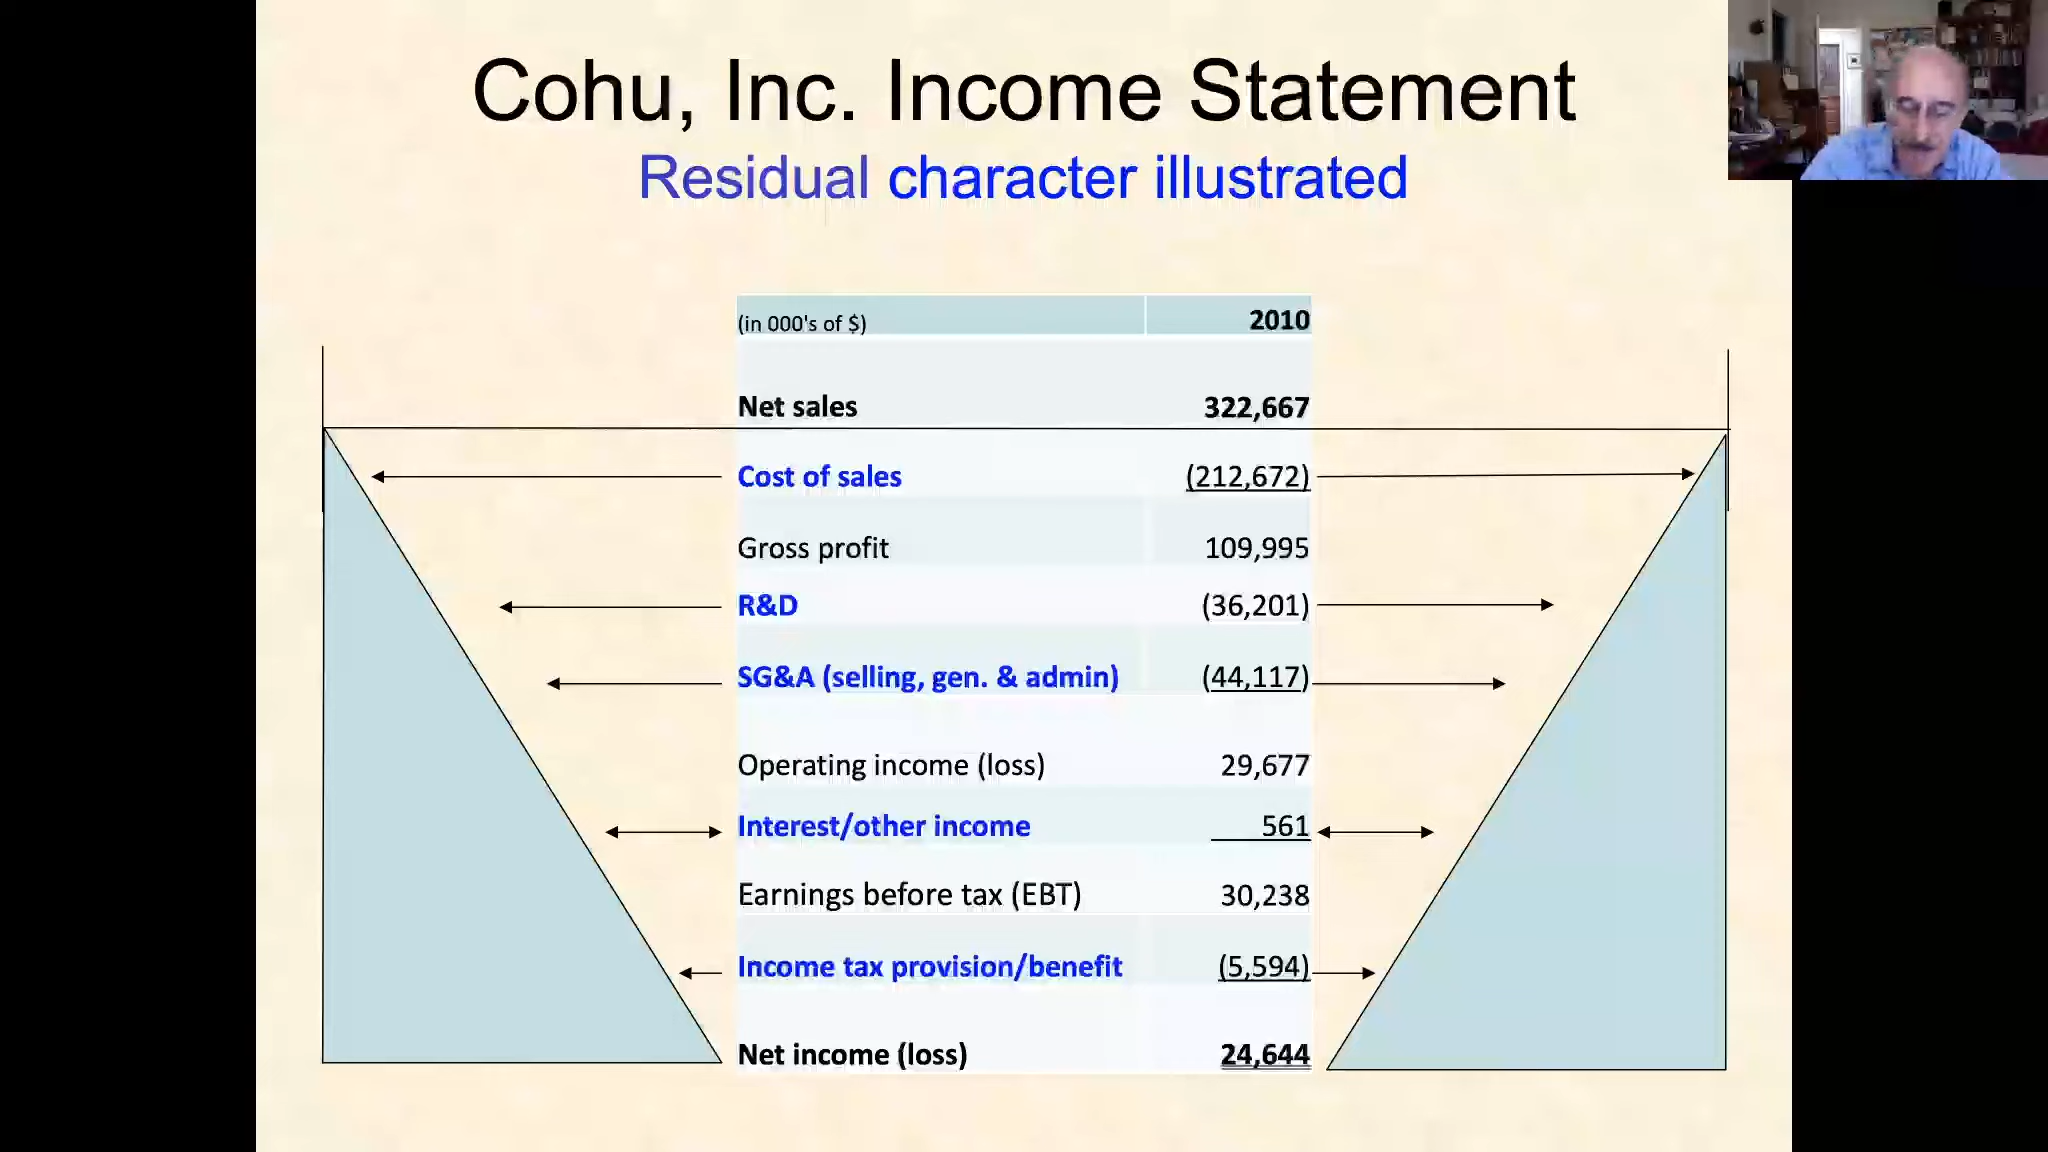 Cohu, Inc. Income Statement
Residual character illustrated
(in 000's of $) 2010
Net sales 322,667
Cost of sales (212,672)
Gross profit 109,995
R&D (36,201)
SG&A (selling, gen. & admin) (44,117)
Operating income (loss) 29,677
Interest/other income 561
Earnings before tax (EBT) 30,238
Income tax provision/benefit (5,594)
Net income (loss) 24,644